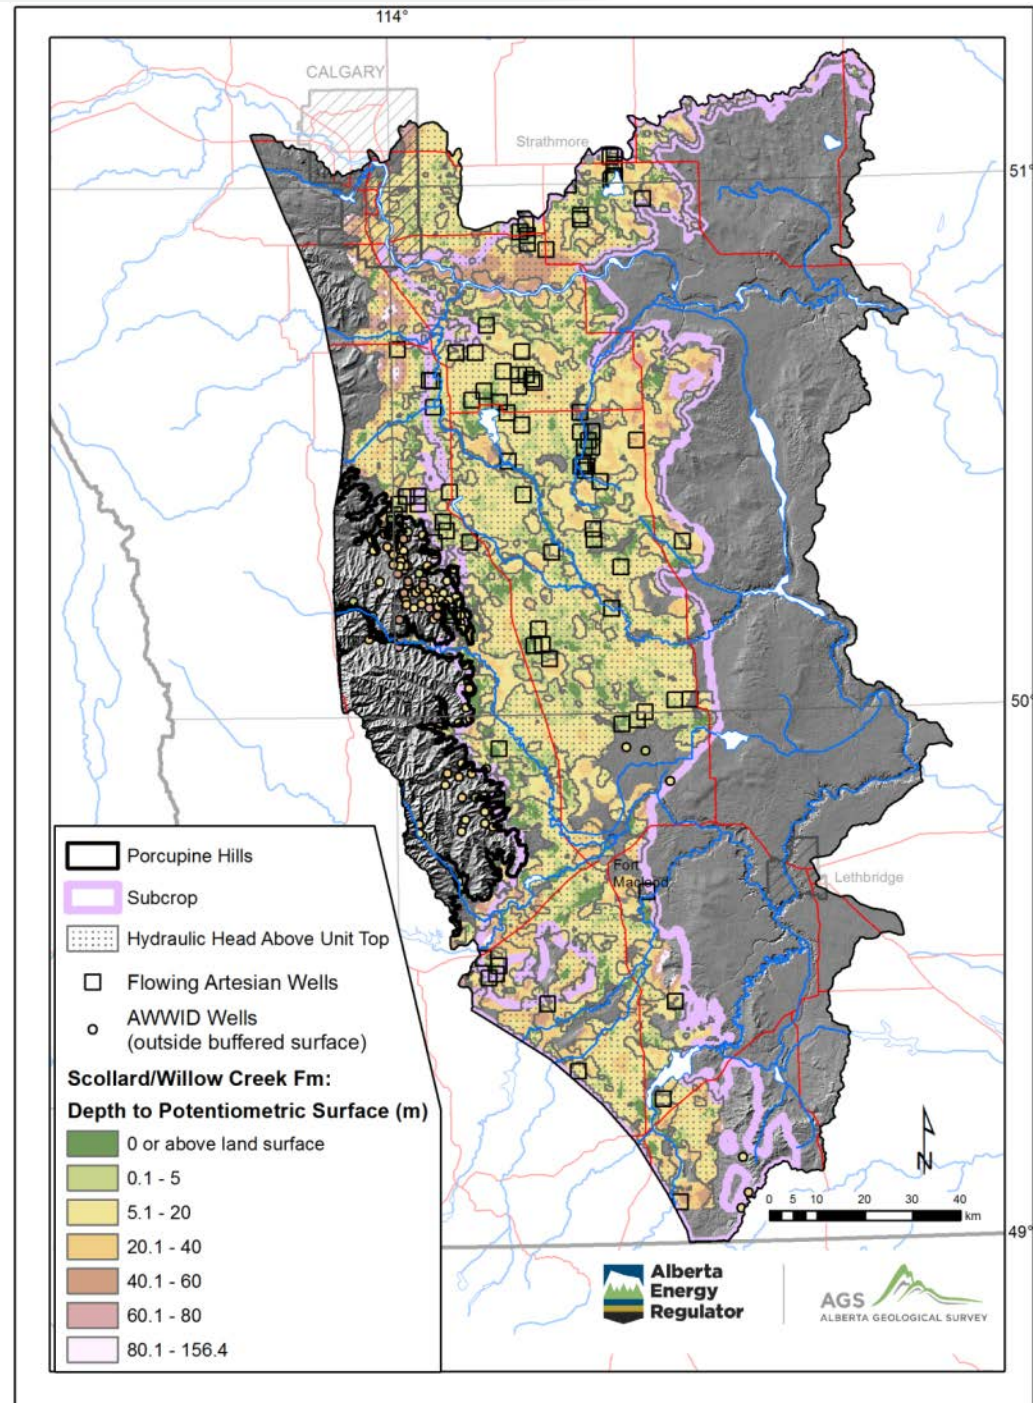 114°
CALGARY
Strathmore
51°
50°
Fort
Macleod
Lethbridge
49°
Porcupine Hills
Subcrop
Hydraulic Head Above Unit Top
Flowing Artesian Wells
AWWID Wells
(outside buffered surface)
Scollard/Willow Creek Fm:
Depth to Potentiometric Surface (m)
0 or above land surface
0.1 - 5
5.1 - 20
20.1 - 40
40.1 - 60
60.1 - 80
80.1 - 156.4
N
0 5 10 20 30 40
km
Alberta
Energy
Regulator
AGS
ALBERTA GEOLOGICAL SURVEY